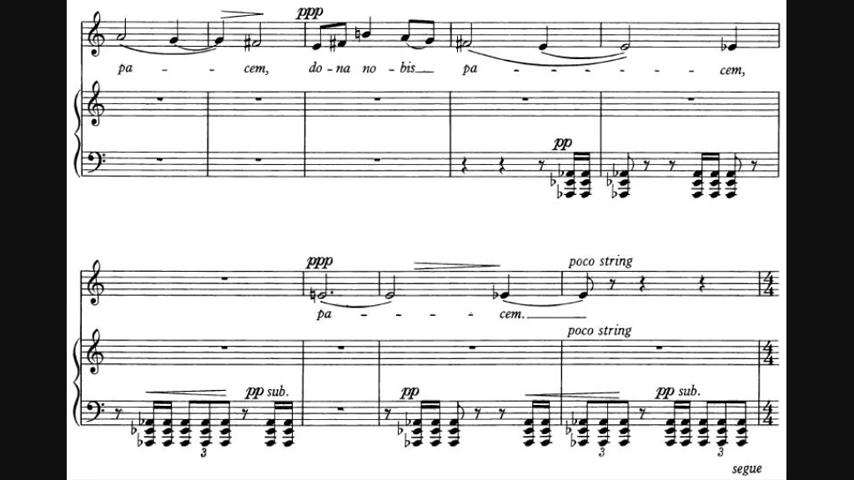 ppp
pa - - cem, do - na no - bis pa - - - - - cem,
pp
ppp poco string
pa - - - - cem.
poco string
pp sub. pp pp sub.
3 3 3
segue